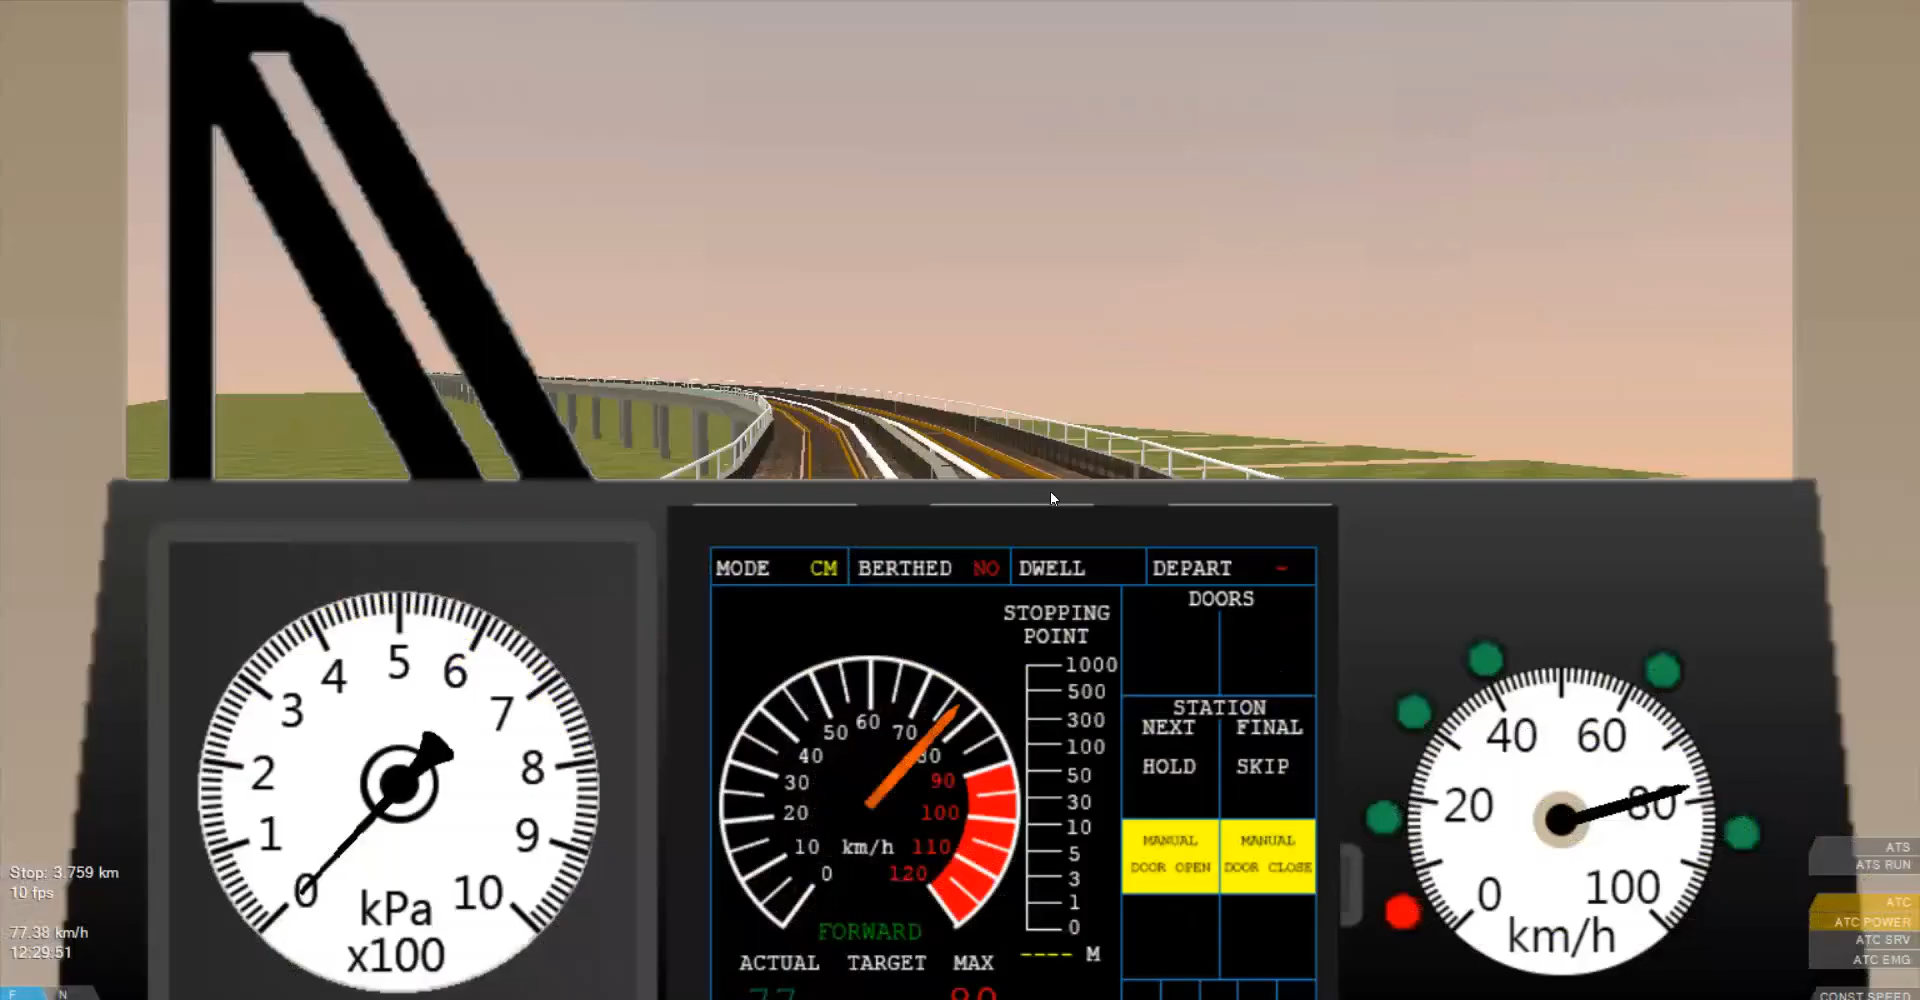 MODE CM BERTHED NO DWELL DEPART -
DOORS
STOPPING
POINT
1000
500
300
100
50
30
10
5
3
1
0
---- M
STATION
NEXT FINAL
HOLD SKIP
MANUAL MANUAL
DOOR OPEN DOOR CLOSE
0 10 20 30 40 50 60 70 80 90 100 110 120
km/h
FORWARD
ACTUAL TARGET MAX
77 80
0 1 2 3 4 5 6 7 8 9 10
kPa
x100
0 20 40 60 80 100
km/h
Stop: 3.759 km
10 fps
77.38 km/h
12:29:51
F N
ATS
ATS RUN
ATC
ATC POWER
ATC SRV
ATC EMG
CONST SPEED